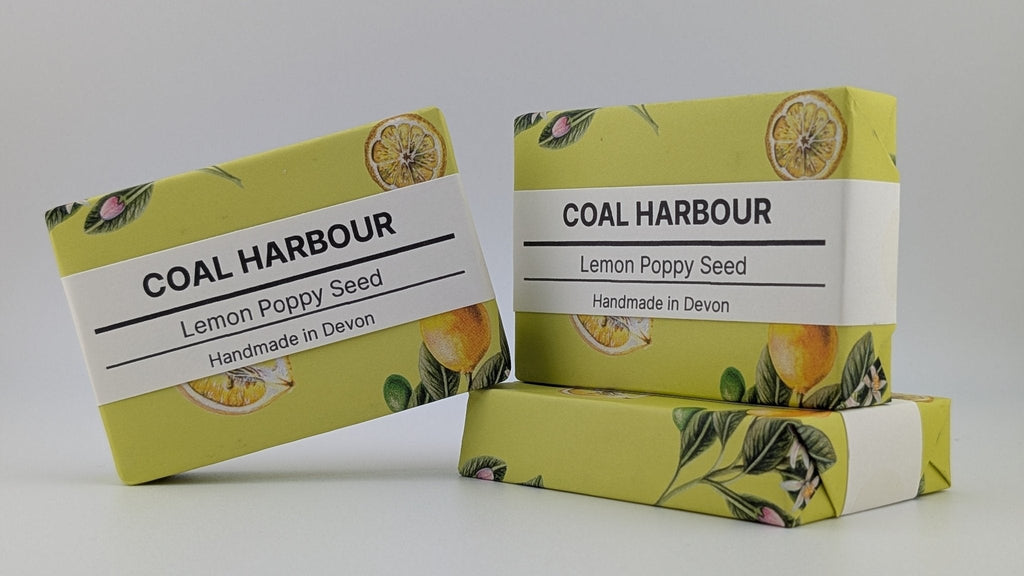 COAL HARBOUR
Lemon Poppy Seed
Handmade in Devon
COAL HARBOUR
Lemon Poppy Seed
Handmade in Devon